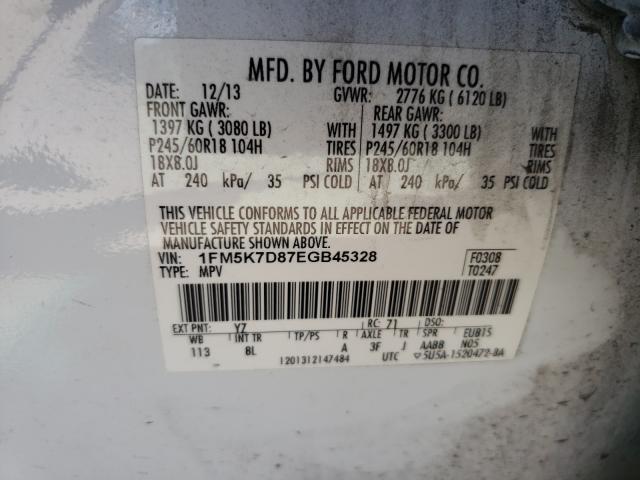 MFD. BY FORD MOTOR CO.
DATE: 12/13 GVWR: 2776 KG ( 6120 LB)
FRONT GAWR: REAR GAWR:
1397 KG ( 3080 LB) WITH 1497 KG ( 3300 LB) WITH
P245/60R18 104H TIRES P245/60R18 104H TIRES
18X8.0J RIMS 18X8.0J RIMS
AT 240 kPa/ 35 PSI COLD AT 240 kPa/ 35 PSI COLD
THIS VEHICLE CONFORMS TO ALL APPLICABLE FEDERAL MOTOR
VEHICLE SAFETY STANDARDS IN EFFECT ON THE DATE OF
MANUFACTURE SHOWN ABOVE.
VIN: 1FM5K7D87EGB45328 F0308
TYPE: MPV T0247
EXT PNT: YZ RC: 71 DSO:
WB INT TR TP/PS R AXLE TR SPR EUB15
113 8L A 3F J AABB N05
1201312147484 UTC ▽5U5A-1520472-BA